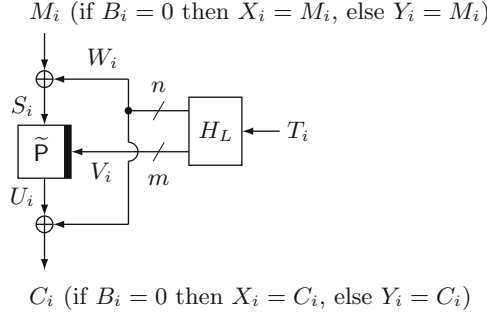 M_i (if B_i = 0 then X_i = M_i, else Y_i = M_i)
W_i
n
S_i
H_L
T_i
P̃
V_i
m
U_i
C_i (if B_i = 0 then X_i = C_i, else Y_i = C_i)